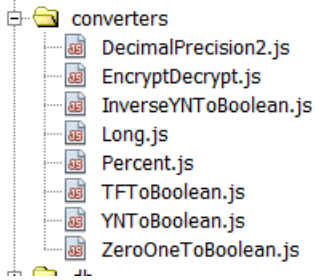 converters
DecimalPrecision2.js
EncryptDecrypt.js
InverseYNToBoolean.js
Long.js
Percent.js
TFToBoolean.js
YNToBoolean.js
ZeroOneToBoolean.js